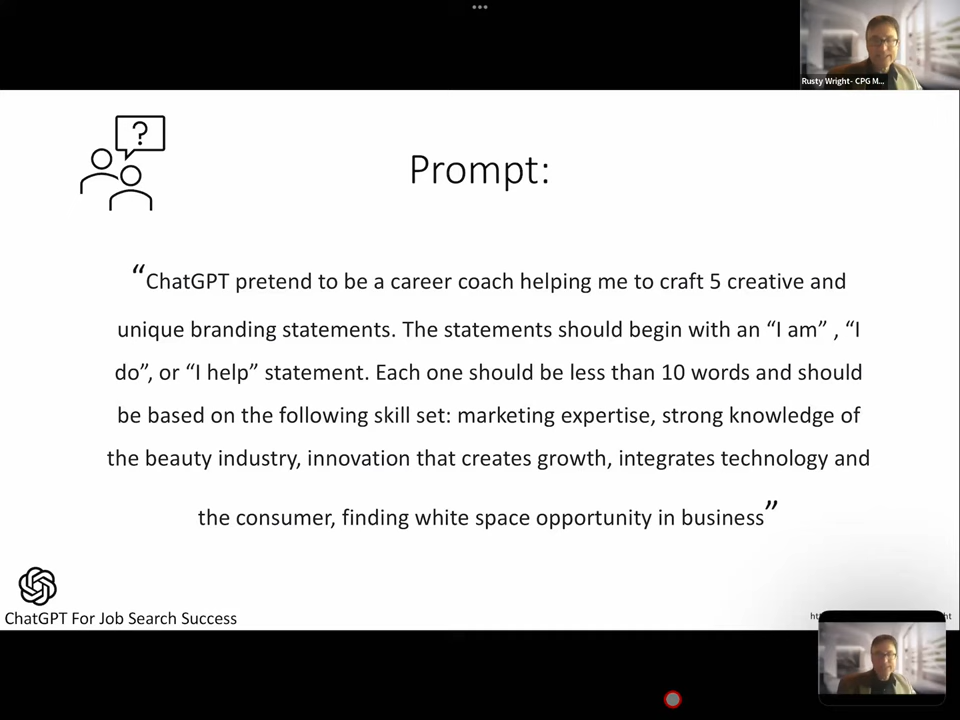 Rusty Wright- CPG M...
?
Prompt:
“ChatGPT pretend to be a career coach helping me to craft 5 creative and
unique branding statements. The statements should begin with an “I am” , “I
do”, or “I help” statement. Each one should be less than 10 words and should
be based on the following skill set: marketing expertise, strong knowledge of
the beauty industry, innovation that creates growth, integrates technology and
the consumer, finding white space opportunity in business”
ChatGPT For Job Search Success